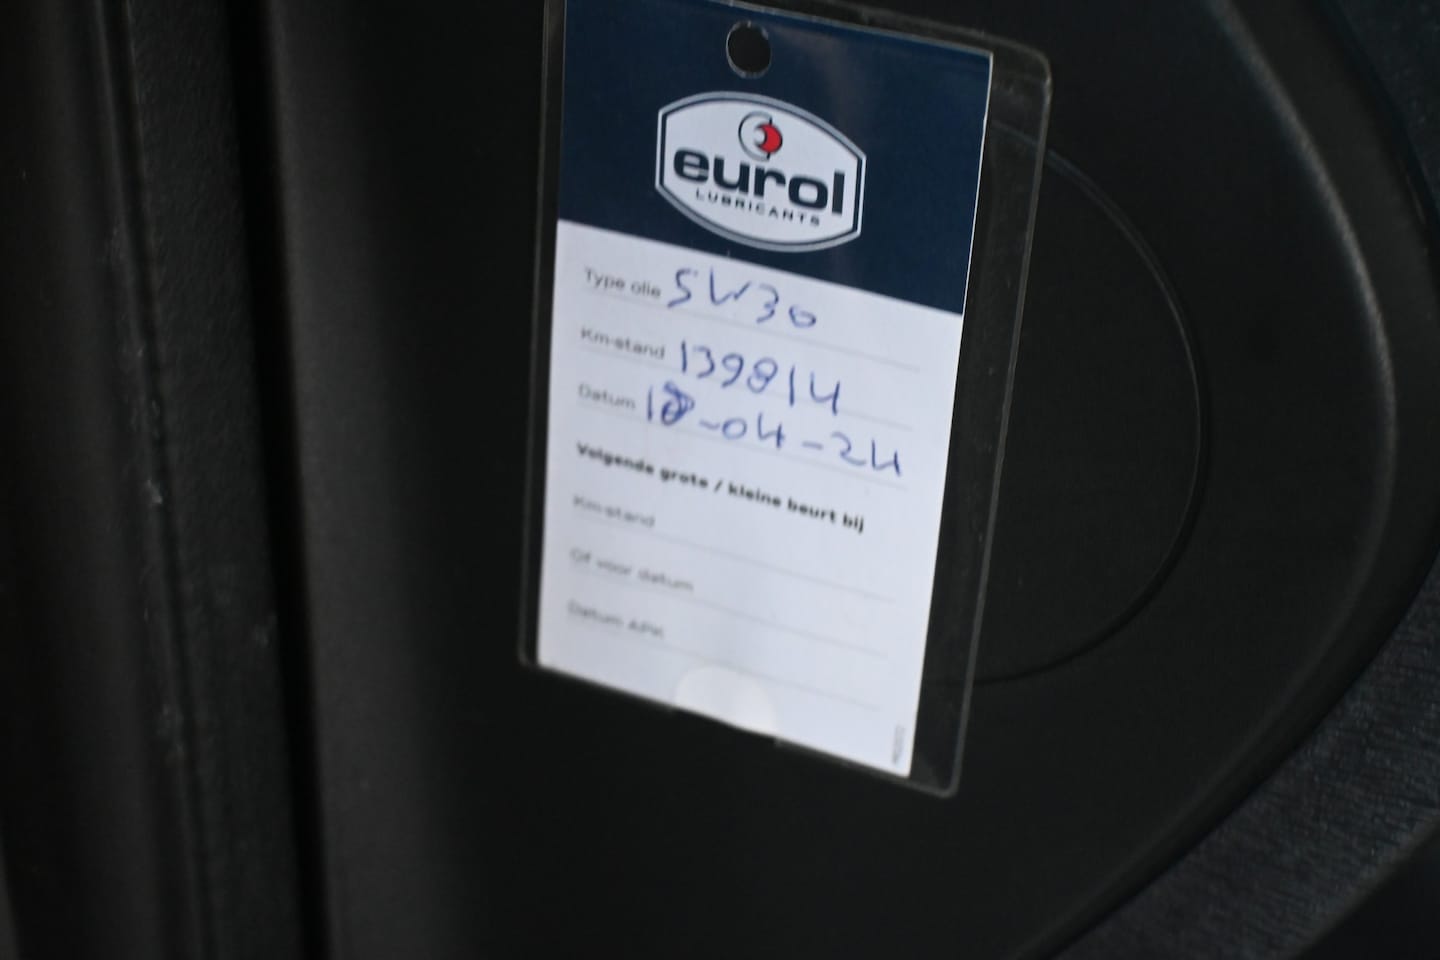 eurol
LUBRICANTS
Type olie 5W30
Km-stand 139814
Datum 18-04-24
Volgende grote / kleine beurt bij
Km-stand
Of voor datum
Datum APK